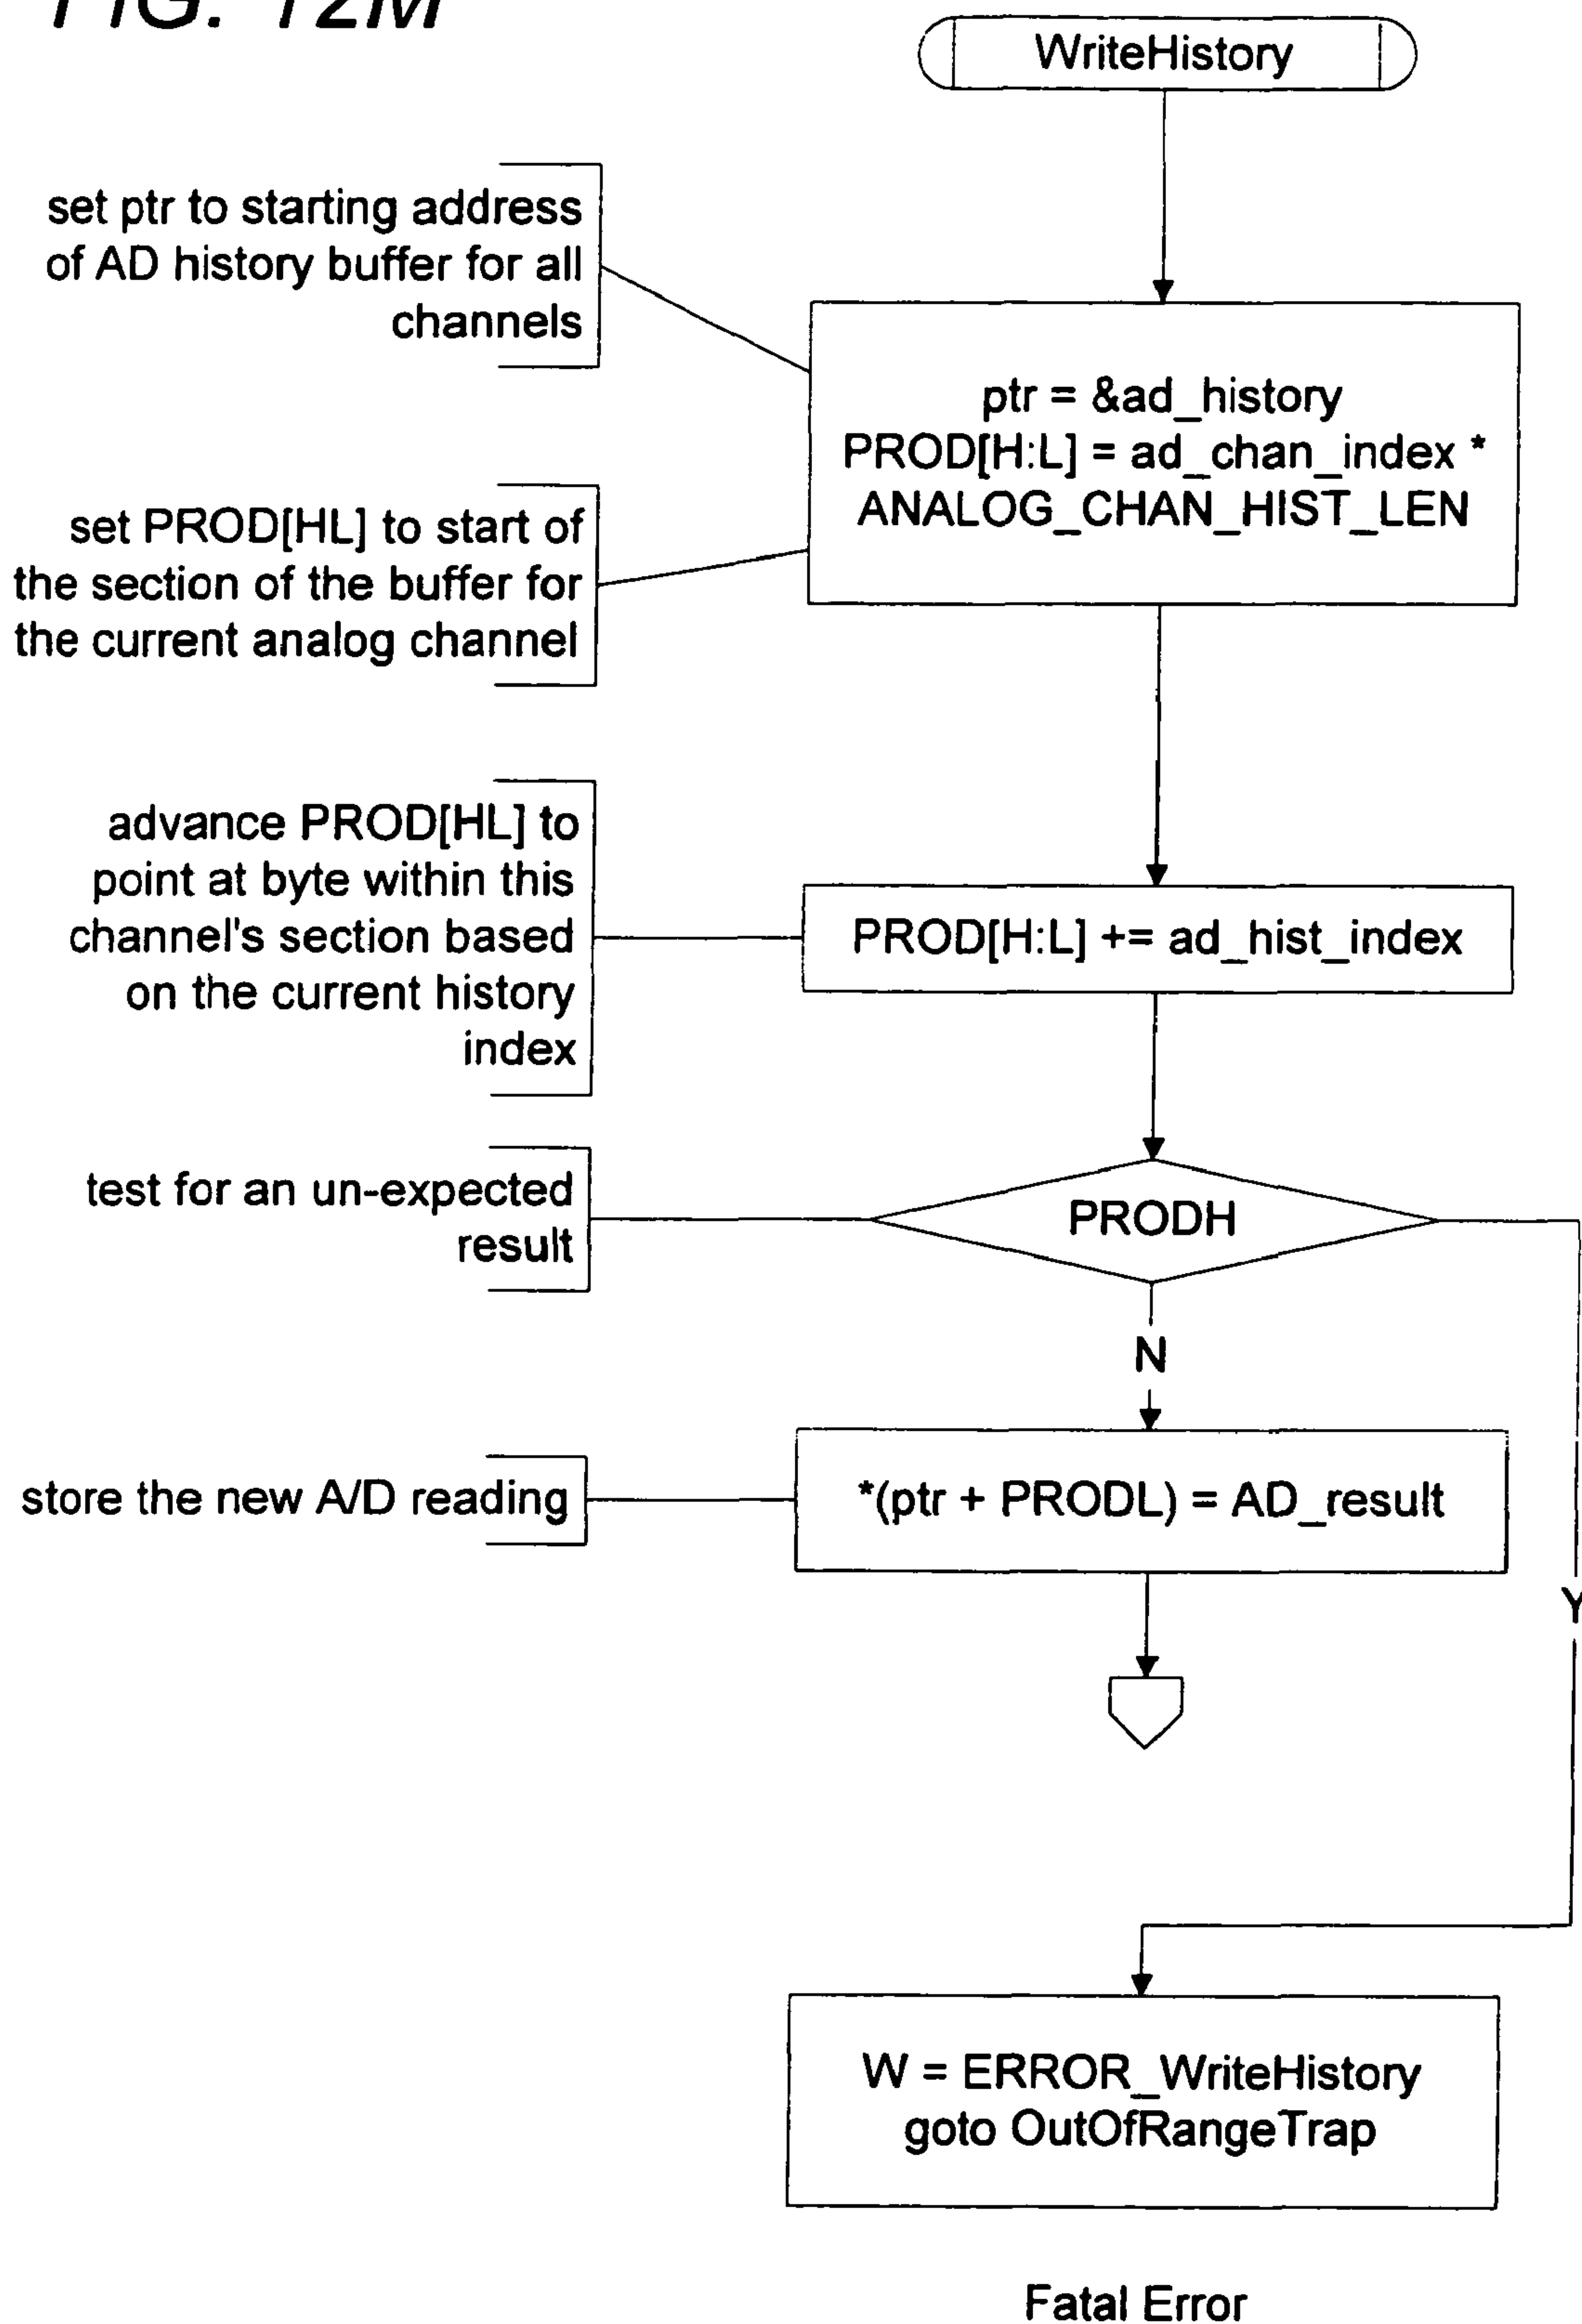 FIG. 12M
WriteHistory
set ptr to starting address
of AD history buffer for all
channels
ptr = &ad_history
PROD[H:L] = ad_chan_index *
ANALOG_CHAN_HIST_LEN
set PROD[HL] to start of
the section of the buffer for
the current analog channel
advance PROD[HL] to
point at byte within this
channel's section based
on the current history
index
PROD[H:L] += ad_hist_index
test for an un-expected
result
PRODH
N
store the new A/D reading
*(ptr + PRODL) = AD_result
Y
W = ERROR_WriteHistory
goto OutOfRangeTrap
Fatal Error